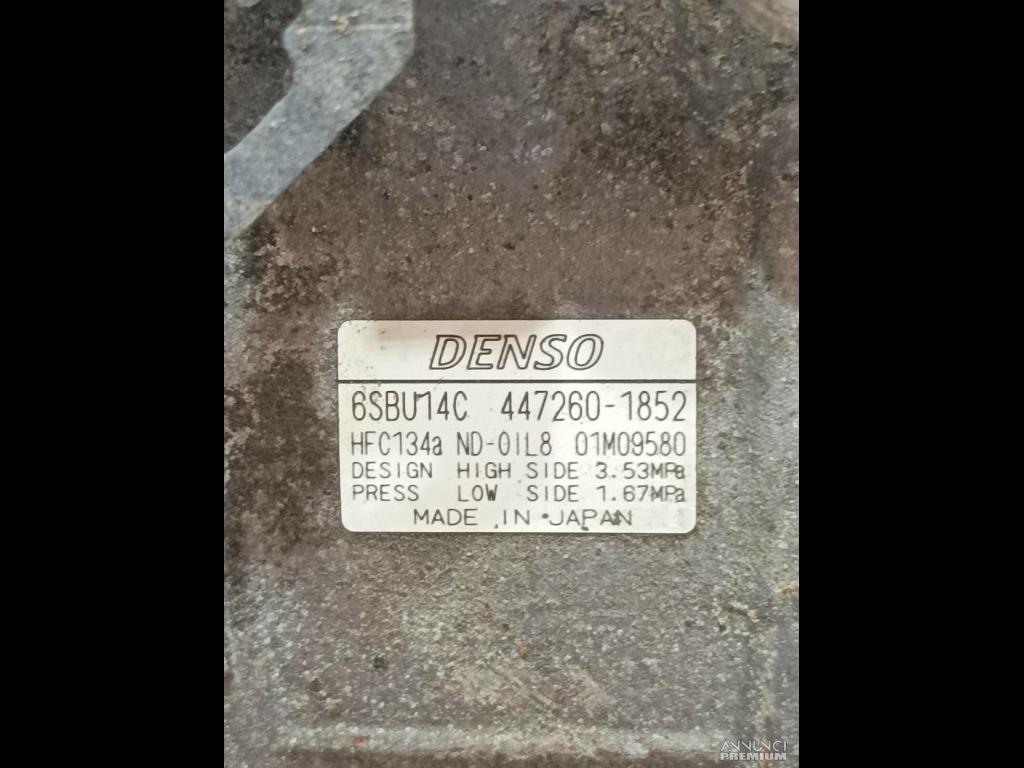 DENSO
6SBU14C 447260-1852
HFC134a ND-OIL8 01M09580
DESIGN HIGH SIDE 3.53MPa
PRESS LOW SIDE 1.67MPa
MADE IN JAPAN
ANNUNCI
PREMIUM